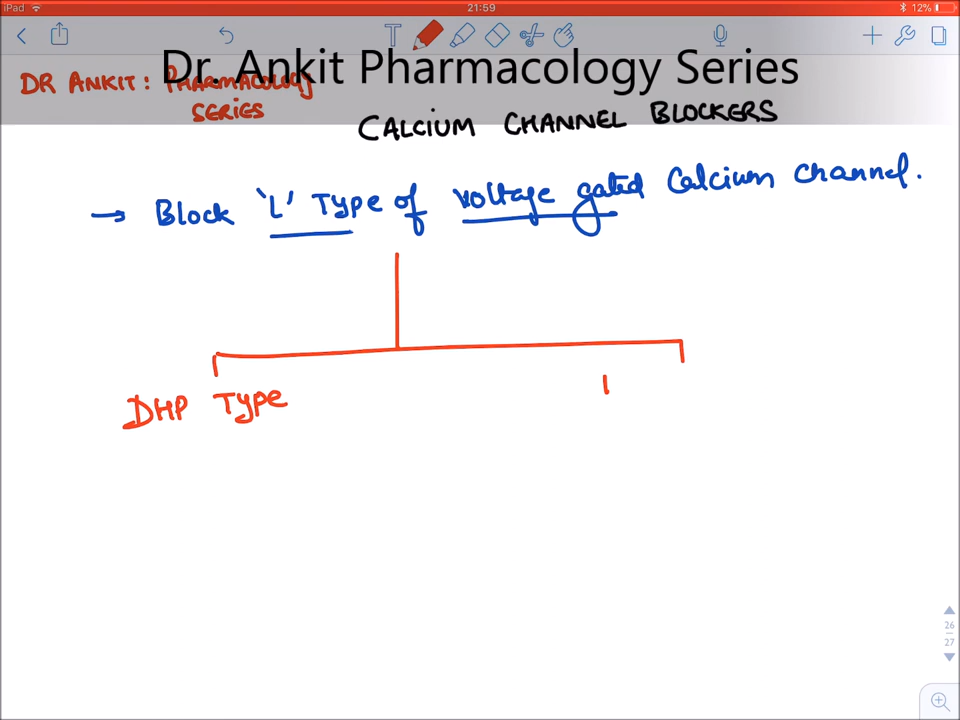 iPad 21:59 12%
T
Dr. Ankit Pharmacology Series
DR ANKIT: PHARMACOLOGY
SERIES
CALCIUM CHANNEL BLOCKERS
→ Block 'L' Type of voltage gated Calcium Channel.
DHP Type
26
27